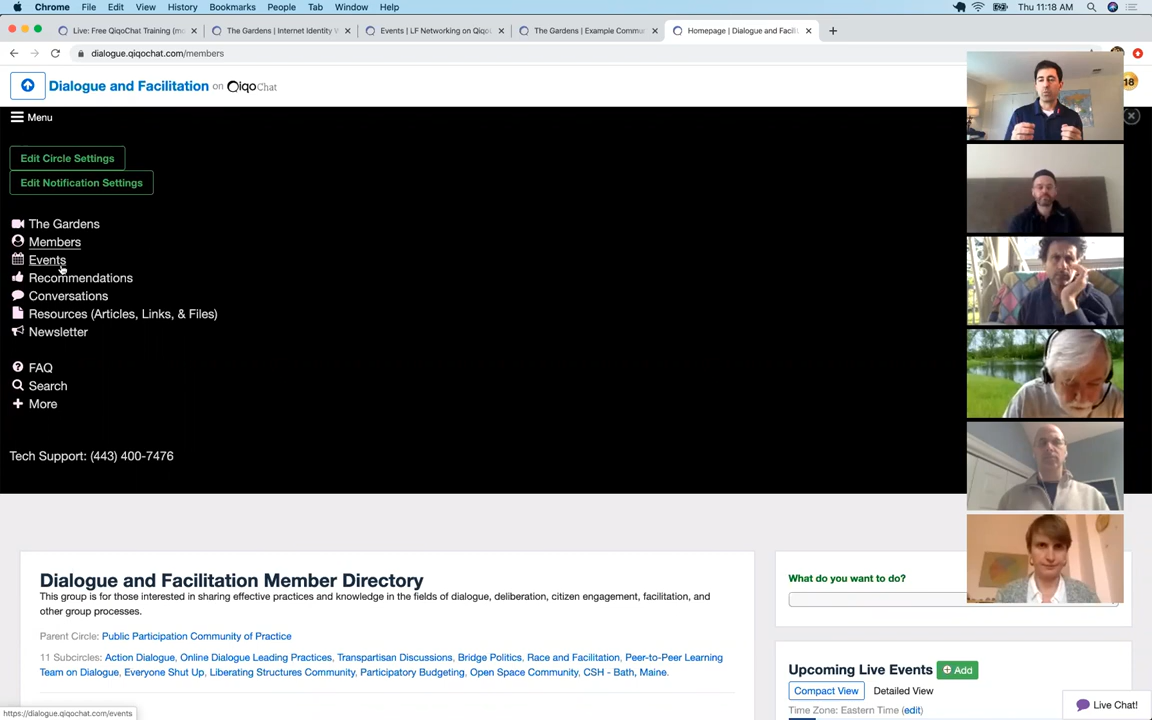 Chrome File Edit View History Bookmarks People Tab Window Help Thu 11:18 AM
Live: Free QiqoChat Training (m
The Gardens | Internet Identity
Events | LF Networking on Qiqo
The Gardens | Example Commu
Homepage | Dialogue and Facil
dialogue.qiqochat.com/members
Dialogue and Facilitation on QiqoChat
18
Menu
Edit Circle Settings
Edit Notification Settings
The Gardens
Members
Events
Recommendations
Conversations
Resources (Articles, Links, & Files)
Newsletter
FAQ
Search
More
Tech Support: (443) 400-7476
Dialogue and Facilitation Member Directory
This group is for those interested in sharing effective practices and knowledge in the fields of dialogue, deliberation, citizen engagement, facilitation, and
other group processes.
Parent Circle: Public Participation Community of Practice
11 Subcircles: Action Dialogue, Online Dialogue Leading Practices, Transpartisan Discussions, Bridge Politics, Race and Facilitation, Peer-to-Peer Learning
Team on Dialogue, Everyone Shut Up, Liberating Structures Community, Participatory Budgeting, Open Space Community, CSH - Bath, Maine.
What do you want to do?
Upcoming Live Events + Add
Compact View Detailed View
Time Zone: Eastern Time (edit)
Live Chat!
https://dialogue.qiqochat.com/events